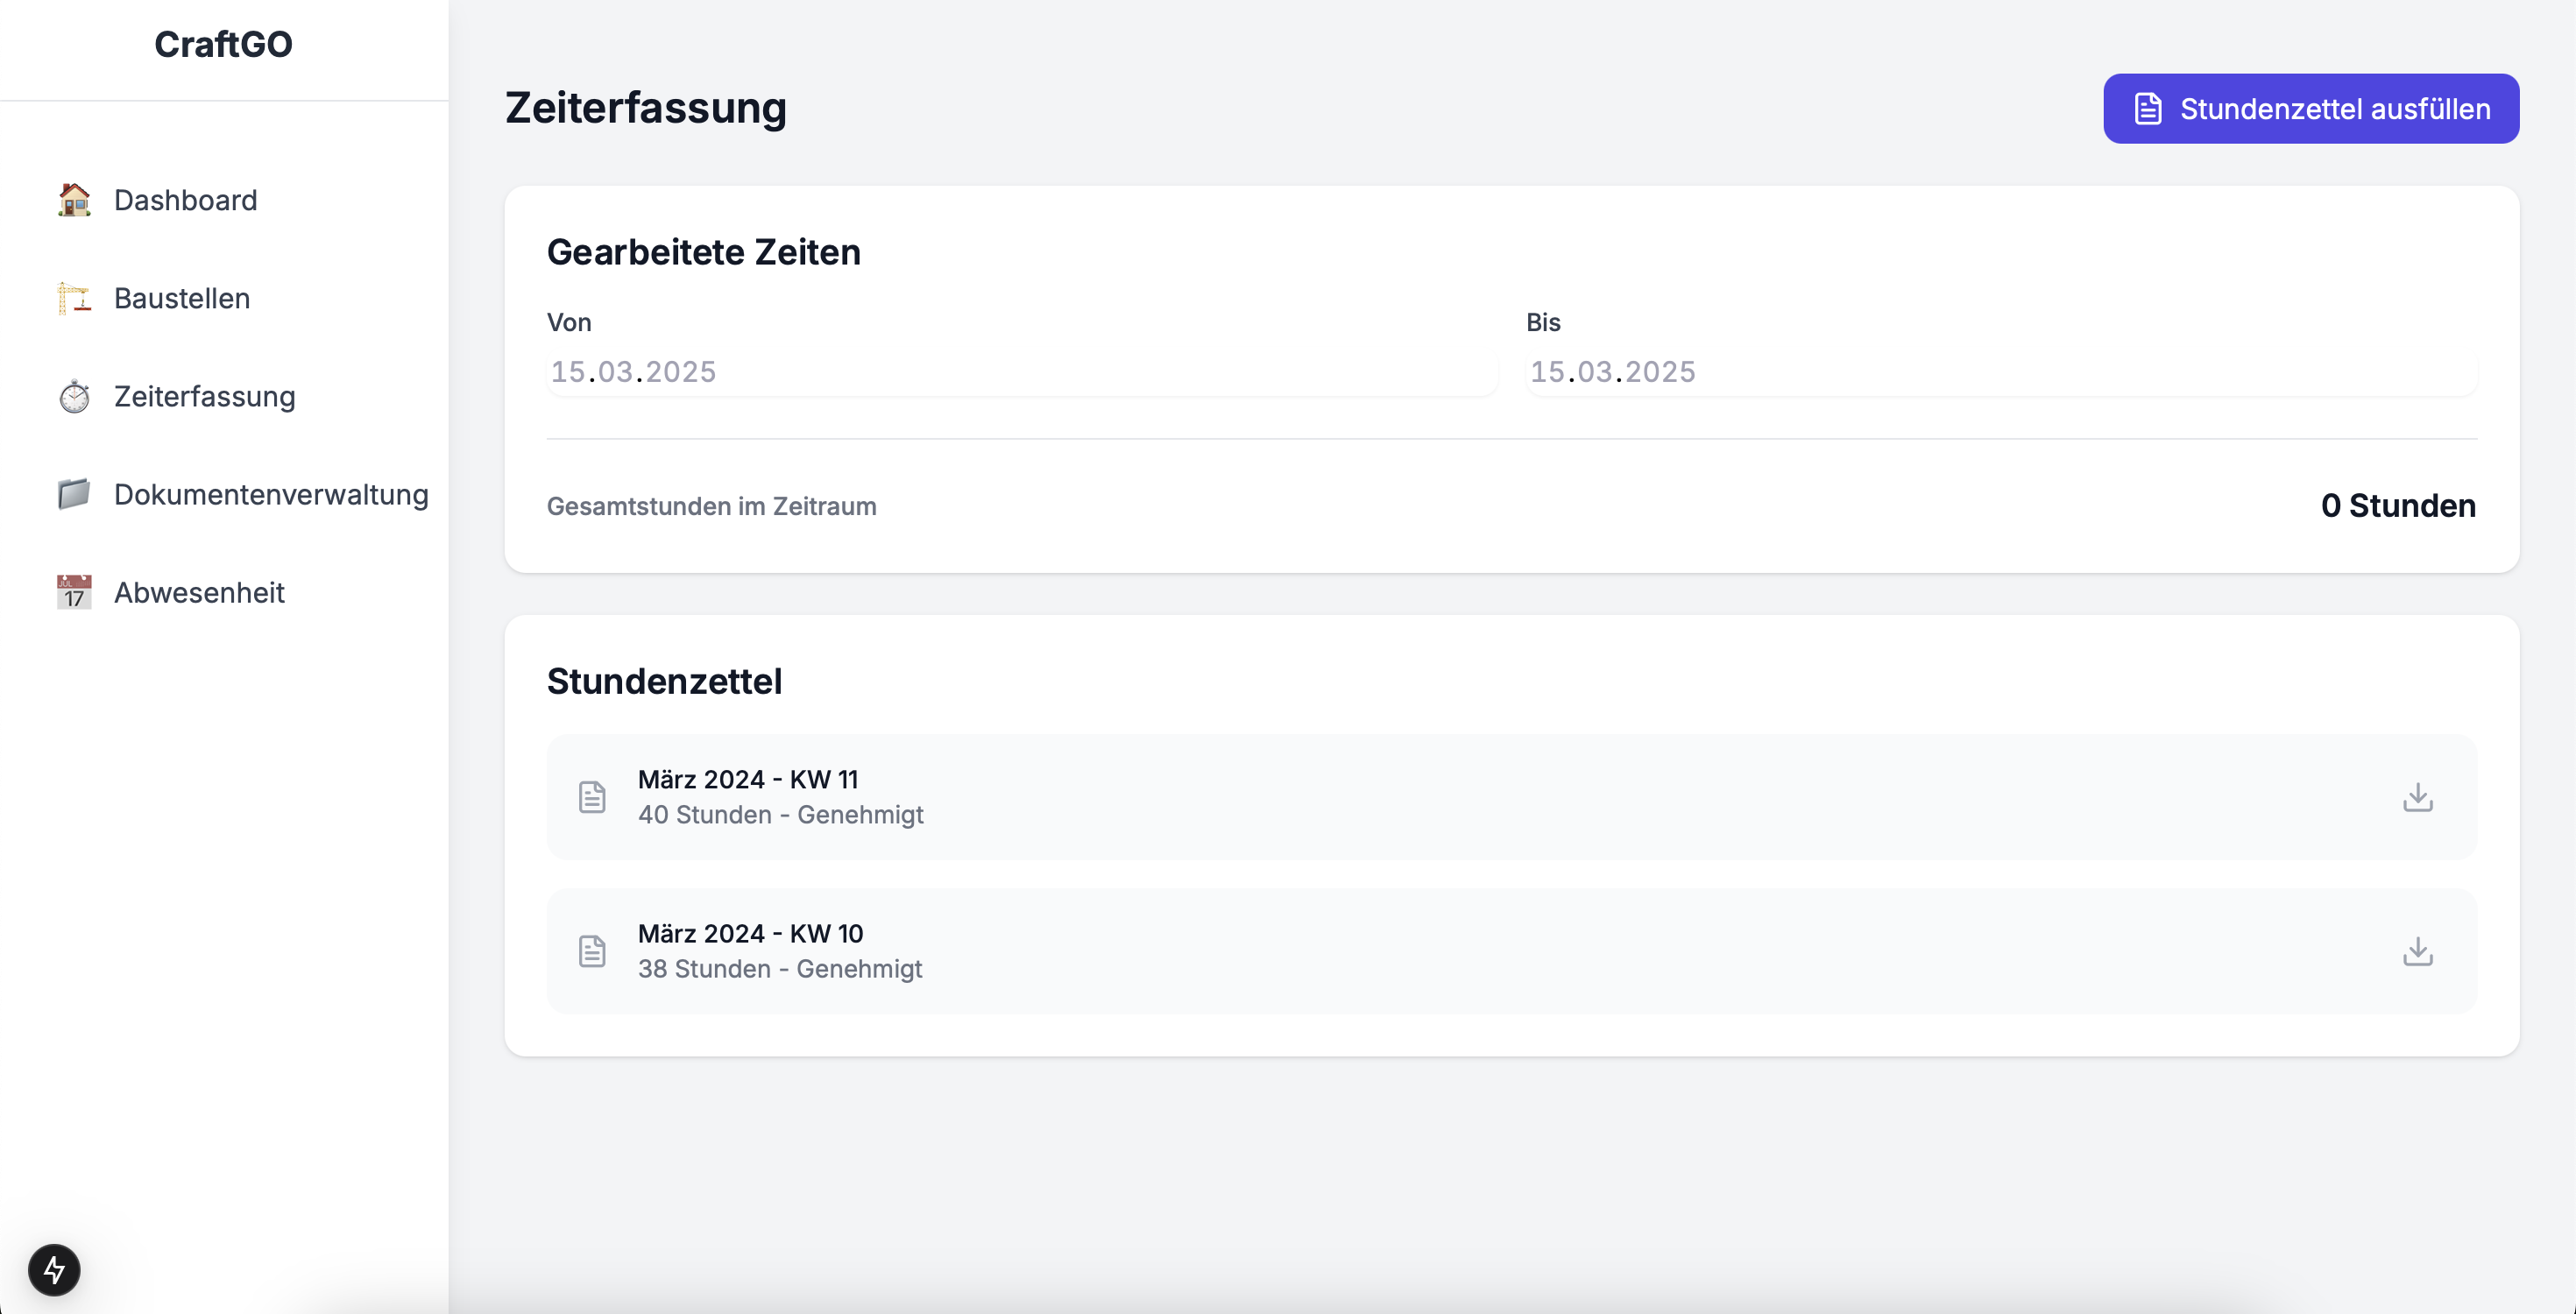 CraftGO
Dashboard
Baustellen
Zeiterfassung
Dokumentenverwaltung
JUL
17
Abwesenheit
Zeiterfassung
Stundenzettel ausfüllen
Gearbeitete Zeiten
Von
Bis
15.03.2025
15.03.2025
Gesamtstunden im Zeitraum
0 Stunden
Stundenzettel
März 2024 - KW 11
40 Stunden - Genehmigt
März 2024 - KW 10
38 Stunden - Genehmigt